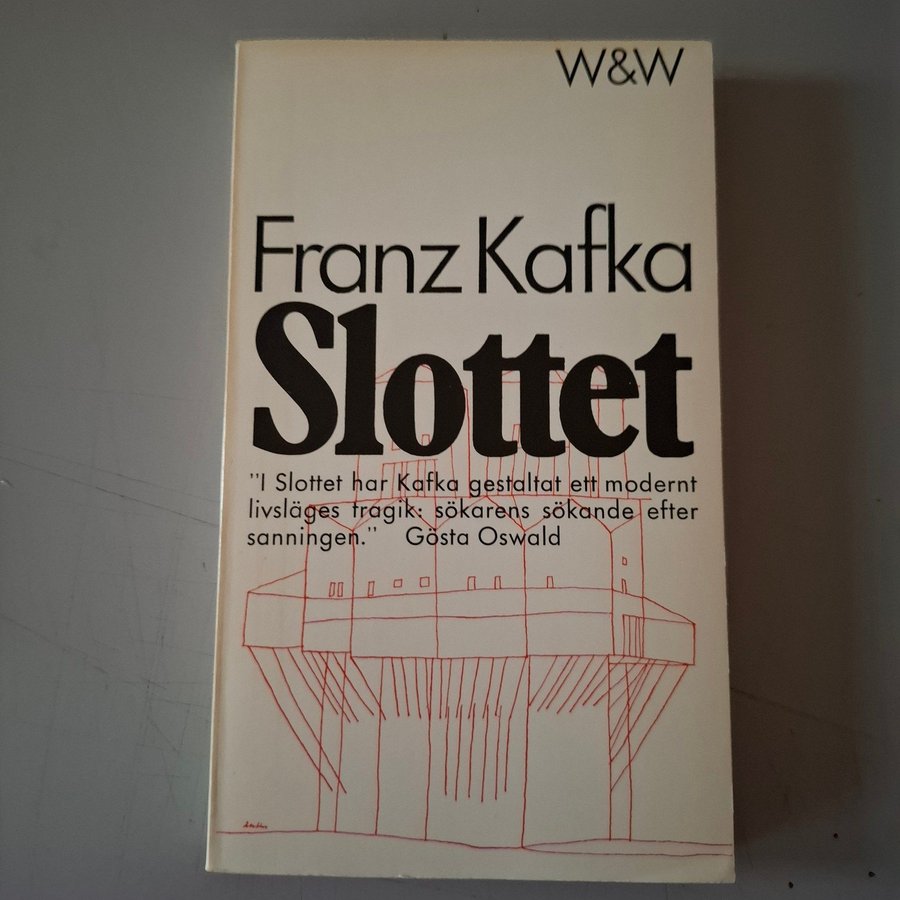 W&W
Franz Kafka
Slottet
"I Slottet har Kafka gestaltat ett modernt
livsläges tragik: sökarens sökande efter
sanningen." Gösta Oswald